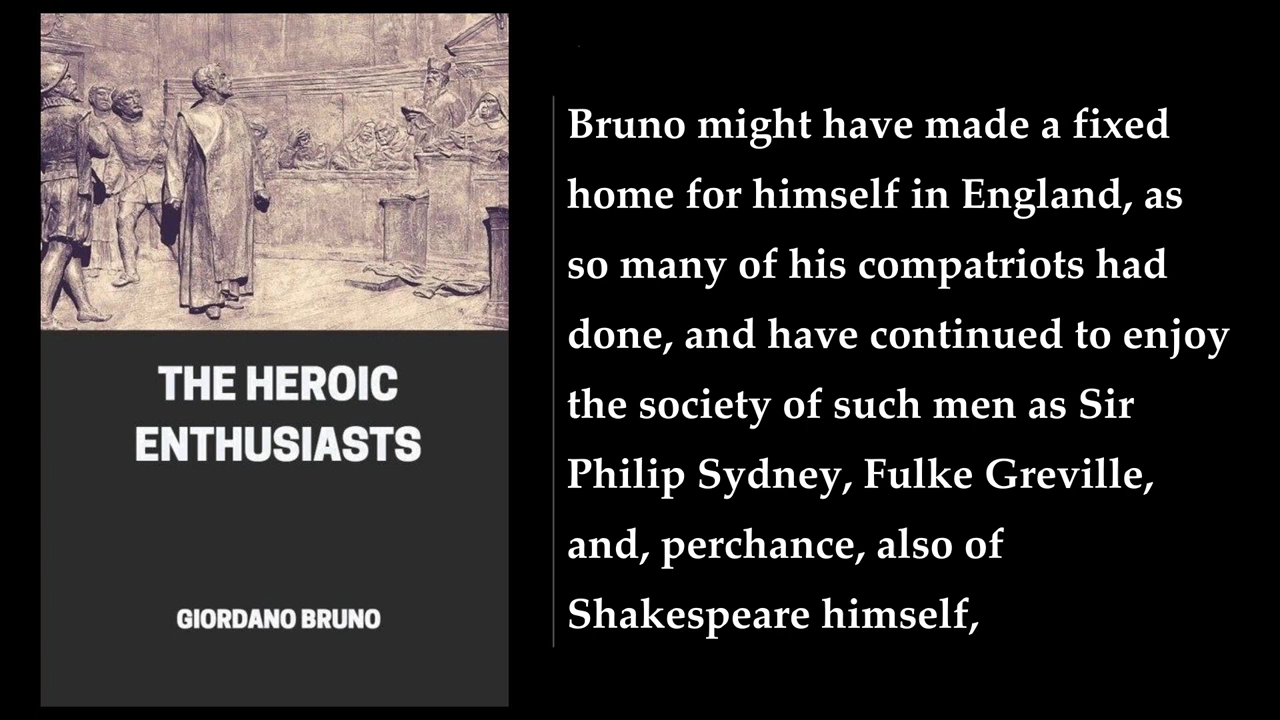 THE HEROIC
ENTHUSIASTS
GIORDANO BRUNO
Bruno might have made a fixed
home for himself in England, as
so many of his compatriots had
done, and have continued to enjoy
the society of such men as Sir
Philip Sydney, Fulke Greville,
and, perchance, also of
Shakespeare himself,